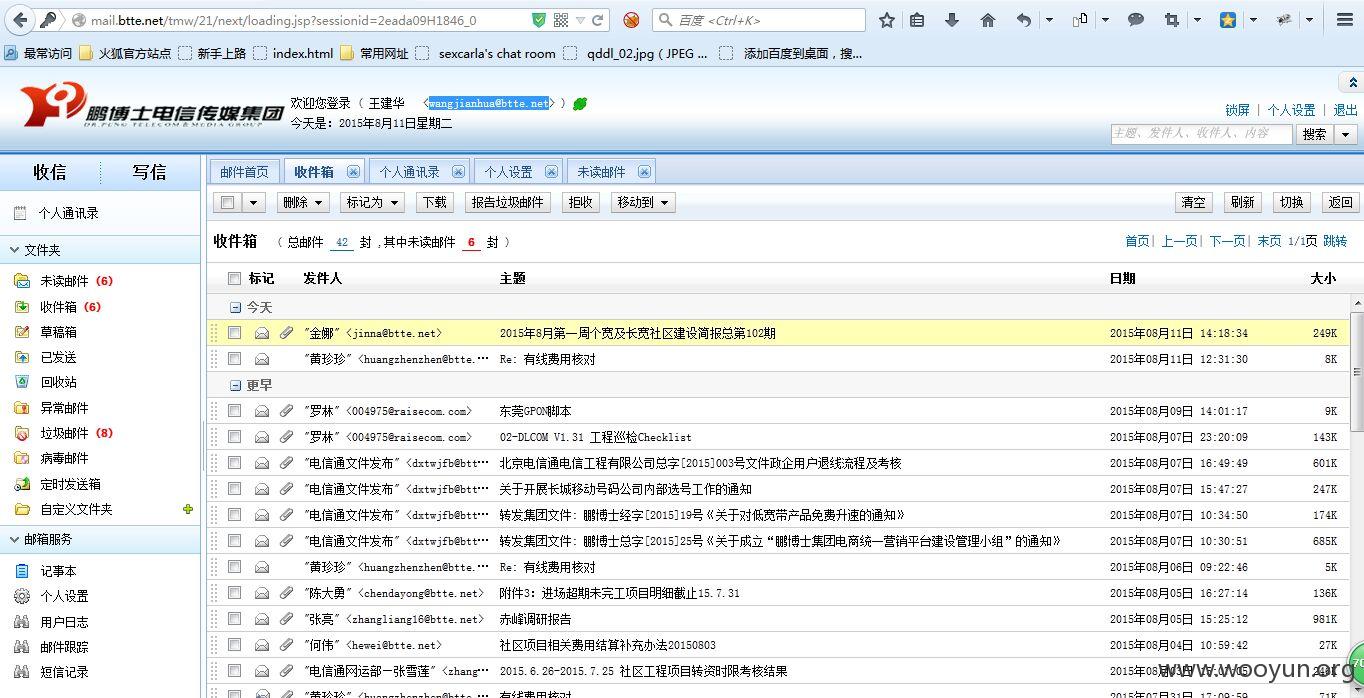 mail.btte.net/tmw/21/next/loading.jsp?sessionid=2eada09H1846_0
百度 <Ctrl+K>
最常访问 火狐官方站点 新手上路 index.html 常用网址 sexcarla's chat room qddl_02.jpg ( JPEG ... 添加百度到桌面，搜...
鹏博士电信传媒集团
DR.PENG TELECOM & MEDIA GROUP
欢迎您登录 （ 王建华 <wangjianhua@btte.net> ）
今天是：2015年8月11日星期二
锁屏 | 个人设置 | 退出
主题、发件人、收件人、内容 搜索
收信 写信
邮件首页 收件箱 个人通讯录 个人设置 未读邮件
删除 标记为 下载 报告垃圾邮件 拒收 移动到 清空 刷新 切换 返回
个人通讯录
文件夹
未读邮件 (6)
收件箱 (6)
草稿箱
已发送
回收站
异常邮件
垃圾邮件 (8)
病毒邮件
定时发送箱
自定义文件夹
邮箱服务
记事本
个人设置
用户日志
邮件跟踪
短信记录
收件箱 （ 总邮件 42 封 ,其中未读邮件 6 封 ）
首页| 上一页| 下一页| 末页 1/1页 跳转
标记 发件人 主题 日期 大小
今天
"金娜" <jinna@btte.net> 2015年8月第一周个宽及长宽社区建设简报总第102期 2015年08月11日 14:18:34 249K
"黄珍珍" <huangzhenzhen@btte.… Re: 有线费用核对 2015年08月11日 12:31:30 8K
更早
"罗林" <004975@raisecom.com> 东莞GPON脚本 2015年08月09日 14:01:17 9K
"罗林" <004975@raisecom.com> 02-DLCOM V1.31 工程巡检Checklist 2015年08月07日 23:20:09 143K
"电信通文件发布" <dxtwjfb@btt… 北京电信通电信工程有限公司总字[2015]003号文件政企用户退线流程及考核 2015年08月07日 16:49:49 601K
"电信通文件发布" <dxtwjfb@btt… 关于开展长城移动号码公司内部选号工作的通知 2015年08月07日 15:47:27 247K
"电信通文件发布" <dxtwjfb@btt… 转发集团文件: 鹏博士经字[2015]19号《关于对低宽带产品免费升速的通知》 2015年08月07日 10:34:50 174K
"电信通文件发布" <dxtwjfb@btt… 转发集团文件: 鹏博士总字[2015]25号《关于成立“鹏博士集团电商统一营销平台建设管理小组”的通知》 2015年08月07日 10:30:51 685K
"黄珍珍" <huangzhenzhen@btte.… Re: 有线费用核对 2015年08月06日 09:22:46 5K
"陈大勇" <chendayong@btte.net> 附件3: 进场超期未完工项目明细截止15.7.31 2015年08月05日 16:27:14 136K
"张亮" <zhangliang16@btte.net> 赤峰调研报告 2015年08月05日 15:25:12 981K
"何伟" <hewei@btte.net> 社区项目相关费用结算补充办法20150803 2015年08月04日 10:59:42 27K
"电信通网运部—张雪莲" <zhang… 2015.6.26-2015.7.25 社区工程项目转资时限考核结果
"黄珍珍" <huangzhenzhen@btte.… 有线费用核对 2015年07月31日 17:09:59 71K
www.wooyun.org